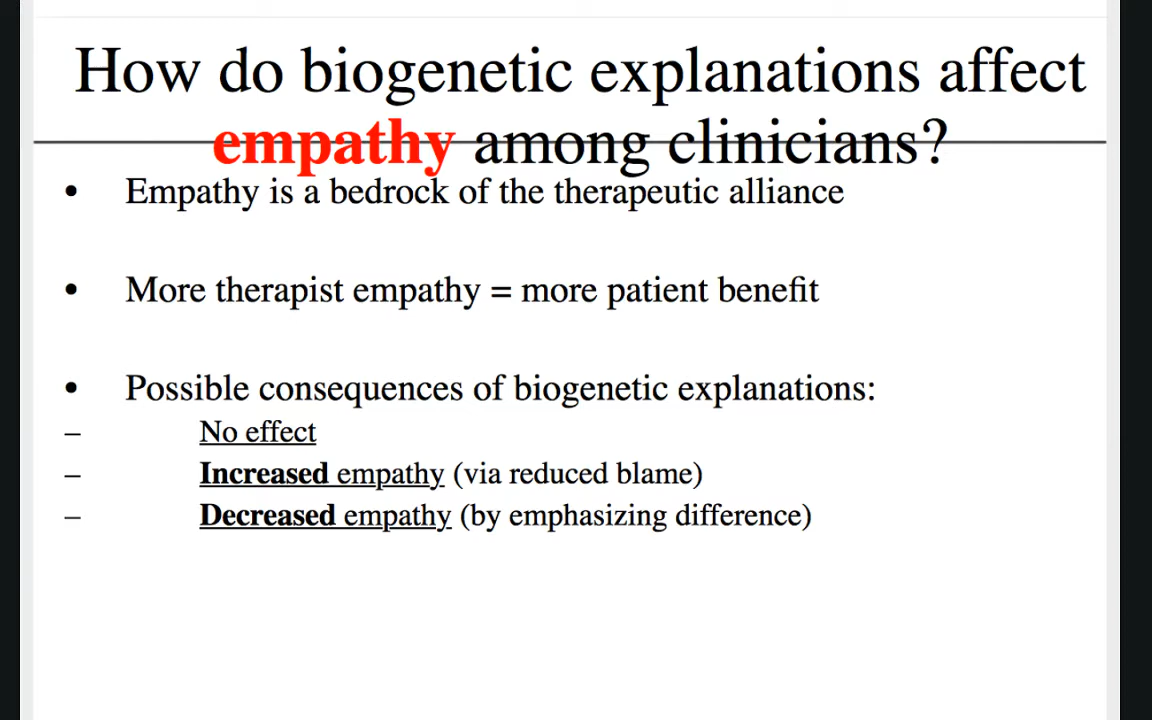 How do biogenetic explanations affect
empathy among clinicians?
• Empathy is a bedrock of the therapeutic alliance
• More therapist empathy = more patient benefit
• Possible consequences of biogenetic explanations:
– No effect
– Increased empathy (via reduced blame)
– Decreased empathy (by emphasizing difference)